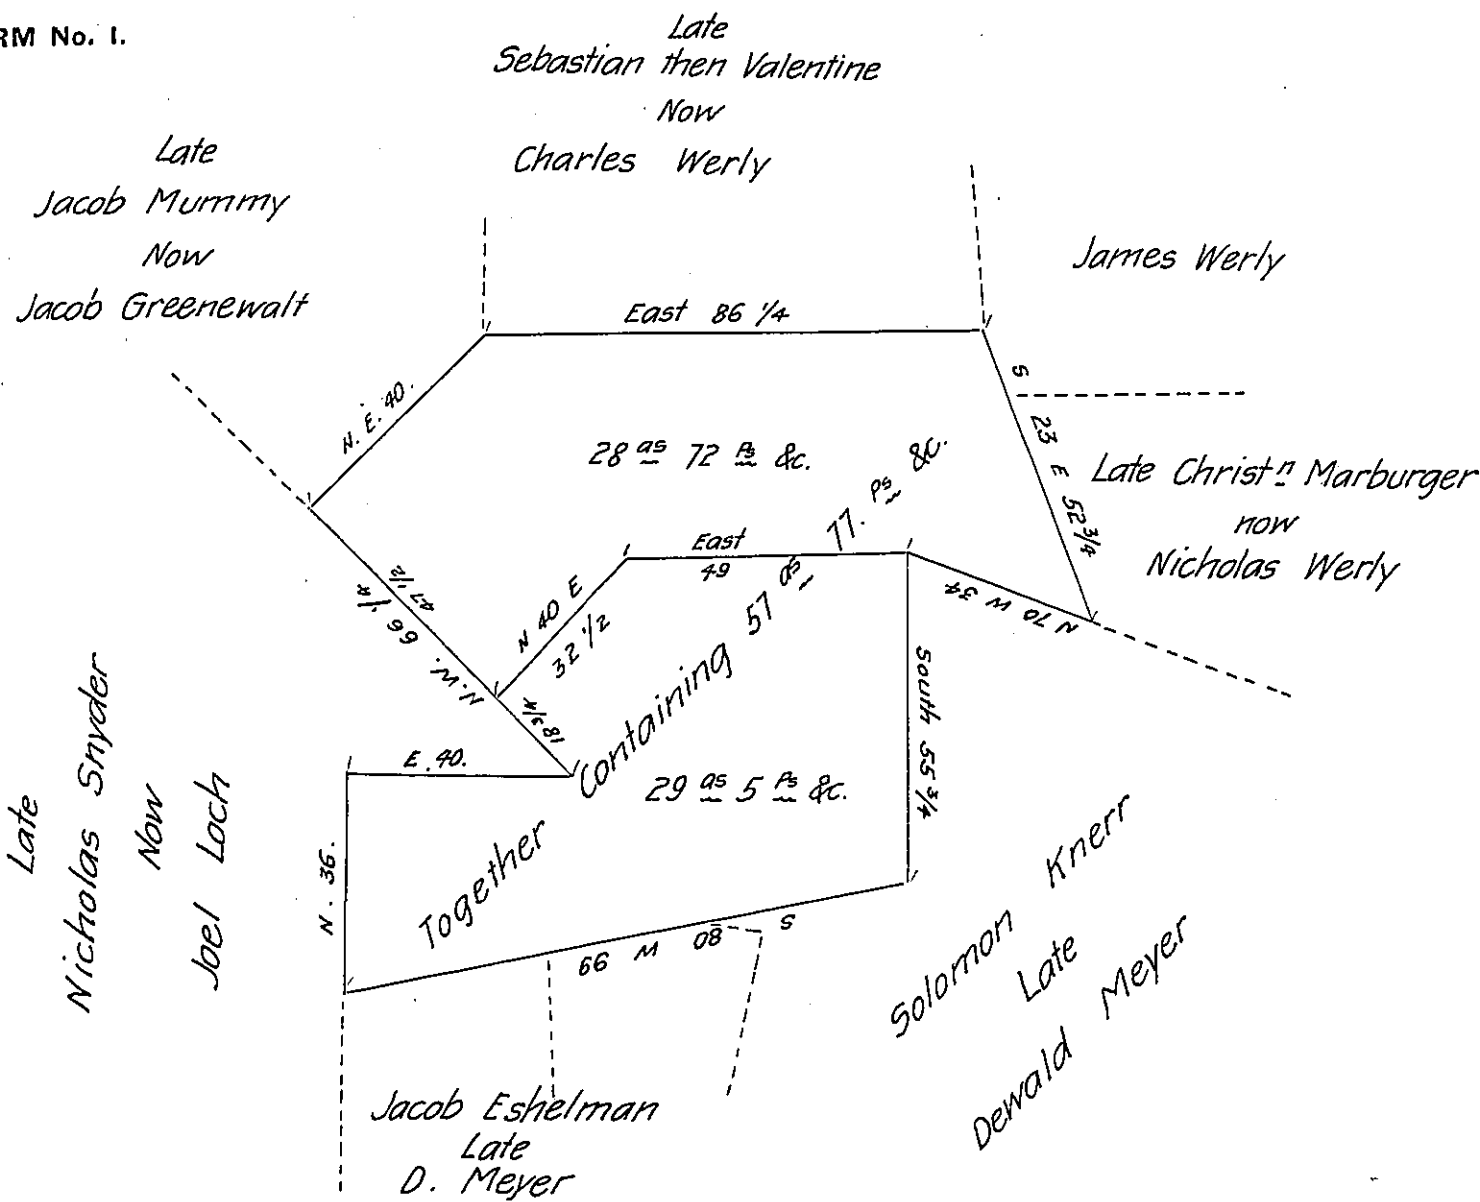 RM No. I.
Late
Sebastian then Valentine
Now
Charles Werly
Late
Jacob Mummy
Now
Jacob Greenewalt
James Werly
East 86 1/4
N. E. 40.
S 23 E 52 3/4
28 as 72 Ps &c.
Late Christn Marburger
now
Nicholas Werly
East
49
N 40 E
32 1/2
47 1/2
N.W. 66 1/4
18 3/4
N 70 W 34
South 55 3/4
Together Containing 57 as 77. Ps &c.
E. 40.
29 as 5 Ps &c.
N. 36.
S 80 W 99
Late
Nicholas Snyder
Now
Joel Loch
Solomon Knerr
Late
Dewald Meyer
Jacob Eshelman
Late
D. Meyer